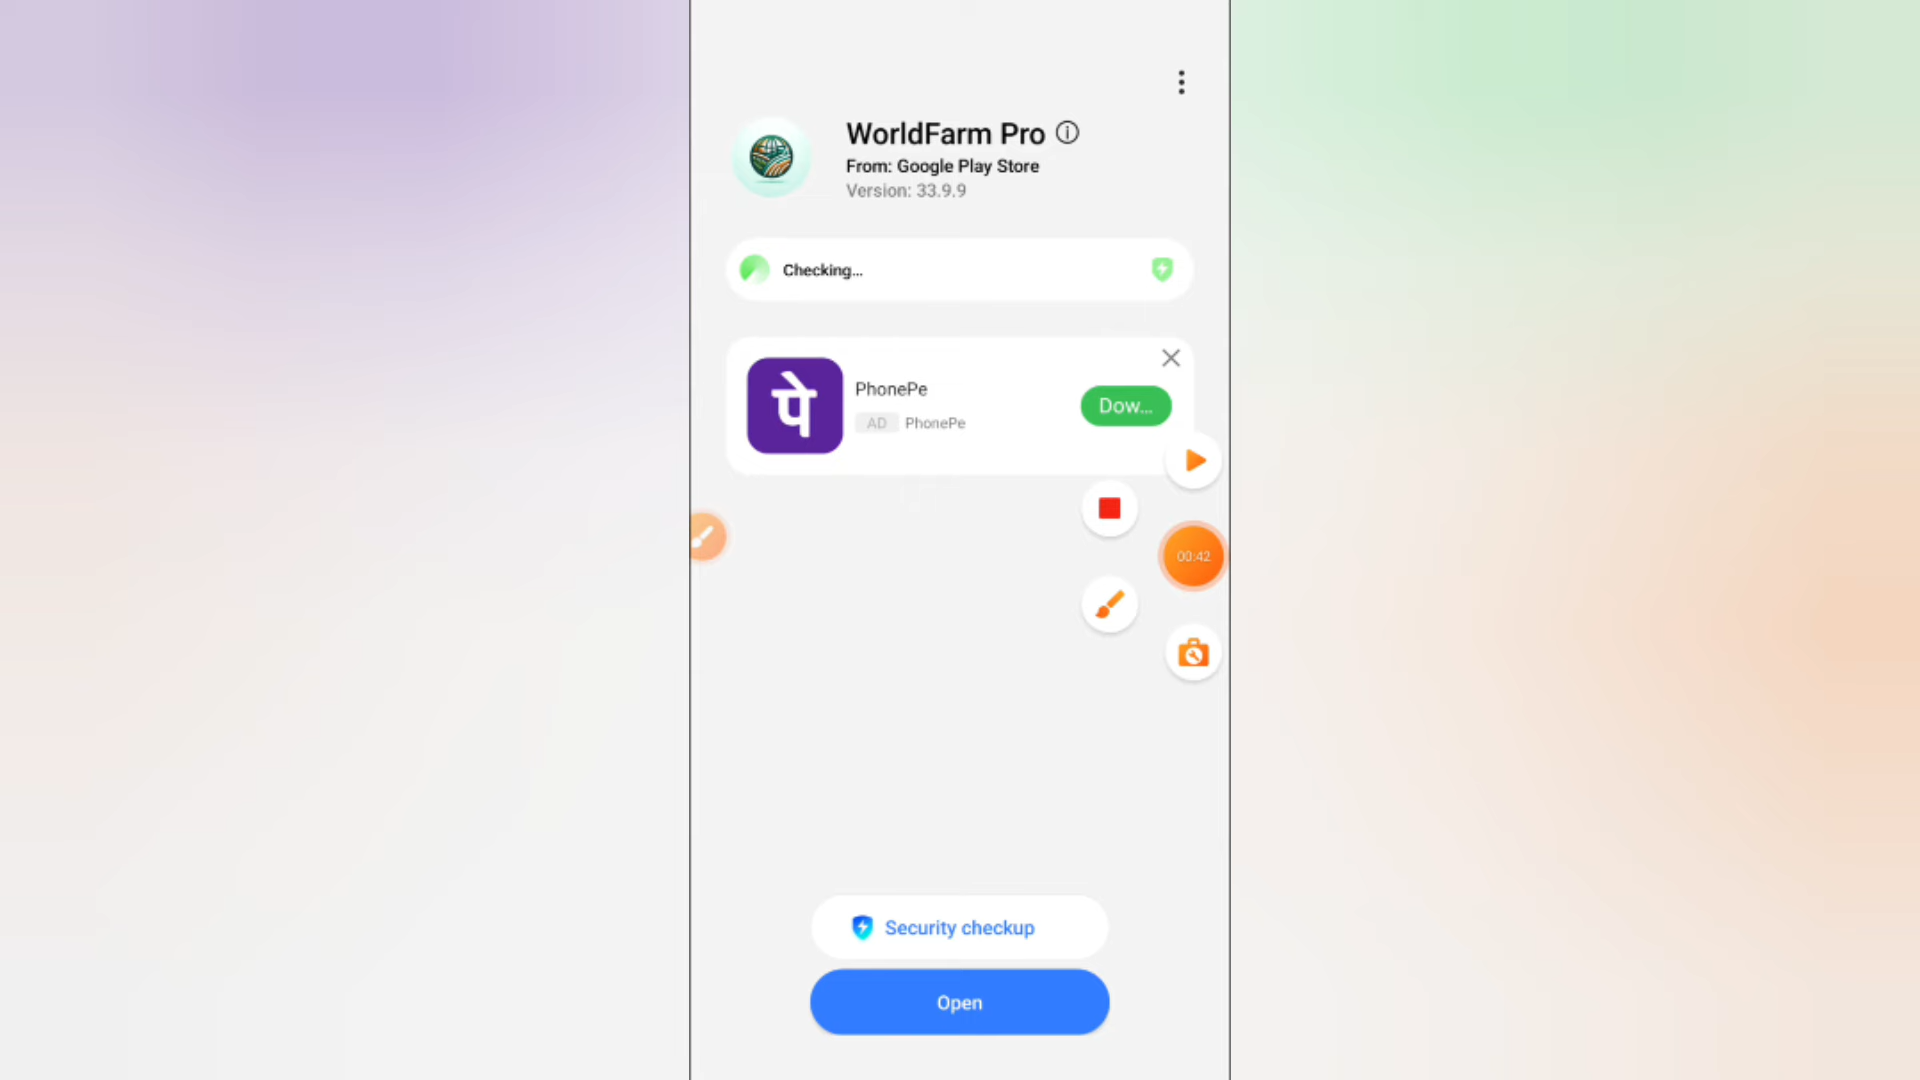 WorldFarm Pro
From: Google Play Store
Version: 33.9.9
Checking...
पे
PhonePe
Dow...
AD PhonePe
00:42
Security checkup
Open